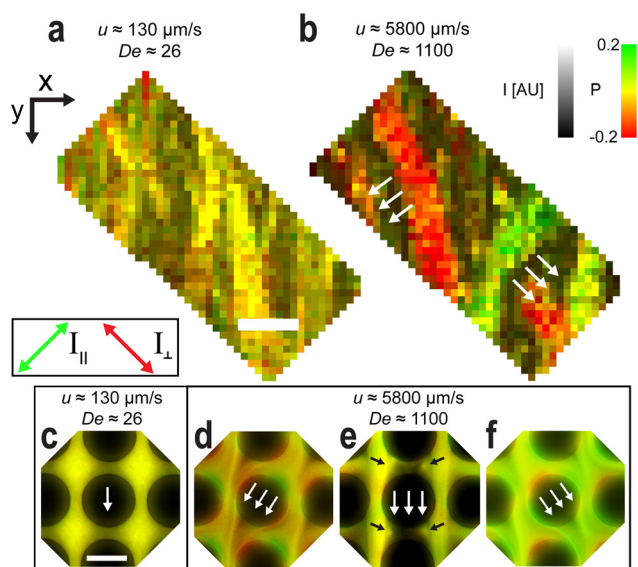 a
u ≈ 130 µm/s
De ≈ 26
b
u ≈ 5800 µm/s
De ≈ 1100
x
y
I [AU]
P
0.2
-0.2
I||
I⊥
u ≈ 130 µm/s
De ≈ 26
u ≈ 5800 µm/s
De ≈ 1100
c
d
e
f